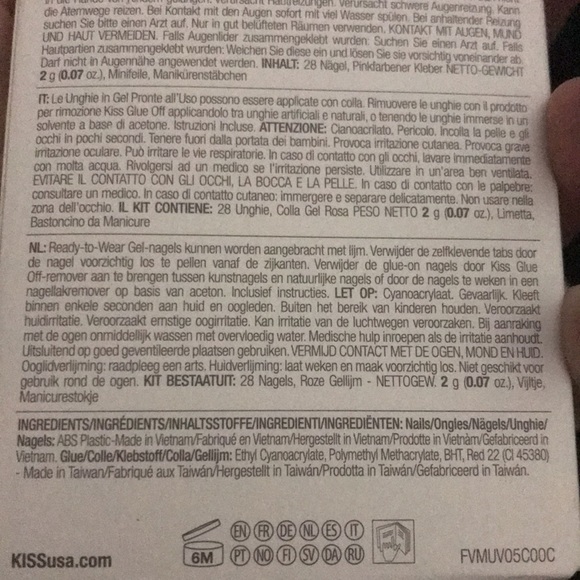 die Atemwege reizen. Bei Kontakt mit den Augen sofort mit viel Wasser spülen. Bei anhaltender Reizung
suchen Sie bitte einen Arzt auf. Nur in gut belüfteten Räumen verwenden. KONTAKT MIT AUGEN, MUND
UND HAUT VERMEIDEN. Falls Augenlider zusammengeklebt wurden: Suchen Sie einen Arzt auf. Falls
Hautpartien zusammengeklebt wurden: Weichen Sie diese ein und lösen Sie sie vorsichtig voneinander ab.
Darf nicht in Augennähe angewendet werden. INHALT: 28 Nägel, Pinkfarbener Kleber NETTO-GEWICHT
2 g (0.07 oz.), Minifeile, Manikürenstäbchen
IT: Le Unghie in Gel Pronte all'Uso possono essere applicate con colla. Rimuovere le unghie con il prodotto
per rimozione Kiss Glue Off applicandolo tra unghie artificiali e naturali, o tenendo le unghie immerse in un
solvente a base di acetone. Istruzioni Incluse. ATTENZIONE: Cianoacrilato. Pericolo. Incolla la pelle e gli
occhi in pochi secondi. Tenere fuori dalla portata dei bambini. Provoca irritazione cutanea. Provoca grave
irritazione oculare. Può irritare le vie respiratorie. In caso di contatto con gli occhi, lavare immediatamente
con molta acqua. Rivolgersi ad un medico se l'irritazione persiste. Utilizzare in un'area ben ventilata.
EVITARE IL CONTATTO CON GLI OCCHI, LA BOCCA E LA PELLE. In caso di contatto con le palpebre:
consultare un medico. In caso di contatto cutaneo: immergere e separare delicatamente. Non usare nella
zona dell'occhio. IL KIT CONTIENE: 28 Unghie, Colla Gel Rosa PESO NETTO 2 g (0.07 oz.), Limetta,
Bastoncino da Manicure
NL: Ready-to-Wear Gel-nagels kunnen worden aangebracht met lijm. Verwijder de zelfklevende tabs door
de nagel voorzichtig los te pellen vanaf de zijkanten. Verwijder de glue-on nagels door Kiss Glue
Off-remover aan te brengen tussen kunstnagels en natuurlijke nagels of door de nagels te weken in een
nagellakremover op basis van aceton. Inclusief instructies. LET OP: Cyanoacrylaat. Gevaarlijk. Kleeft
binnen enkele seconden aan huid en oogleden. Buiten het bereik van kinderen houden. Veroorzaakt
huidirritatie. Veroorzaakt ernstige oogirritatie. Kan irritatie van de luchtwegen veroorzaken. Bij aanraking
met de ogen onmiddellijk wassen met overvloedig water. Medische hulp inroepen als de irritatie aanhoudt.
Uitsluitend op goed geventileerde plaatsen gebruiken. VERMIJD CONTACT MET DE OGEN, MOND EN HUID.
Ooglidverlijming: raadpleeg een arts. Huidverlijming: laat weken en maak voorzichtig los. Niet geschikt voor
gebruik rond de ogen. KIT BESTAATUIT: 28 Nagels, Roze Gellijm - NETTOGEW. 2 g (0.07 oz.), Vijltje,
Manicurestokje
INGREDIENTS/INGRÉDIENTS/INHALTSSTOFFE/INGREDIENTI/INGREDIËNTEN: Nails/Ongles/Nägel/Unghie/
Nagels: ABS Plastic-Made in Vietnam/Fabriqué en Vietnam/Hergestellt in Vietnam/Prodotte in Vietnàm/Gefabriceerd in
Vietnam. Glue/Colle/Klebstoff/Colla/Gellijm: Ethyl Cyanoacrylate, Polymethyl Methacrylate, BHT, Red 22 (CI 45380)
- Made in Taiwan/Fabriqué aux Taiwán/Hergestellt in Taiwán/Prodotta in Taiwán/Gefabriceerd in Taiwán.
EN FR DE NL ES IT
6M PT NO FI SV DA RU
KISSusa.com FVMUV05C00C